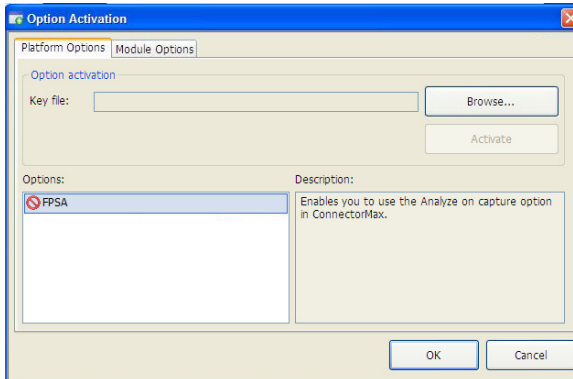 Option Activation
Platform Options Module Options
Option activation
Key file: Browse...
Activate
Options: Description:
FPSA Enables you to use the Analyze on capture option
in ConnectorMax.
OK Cancel